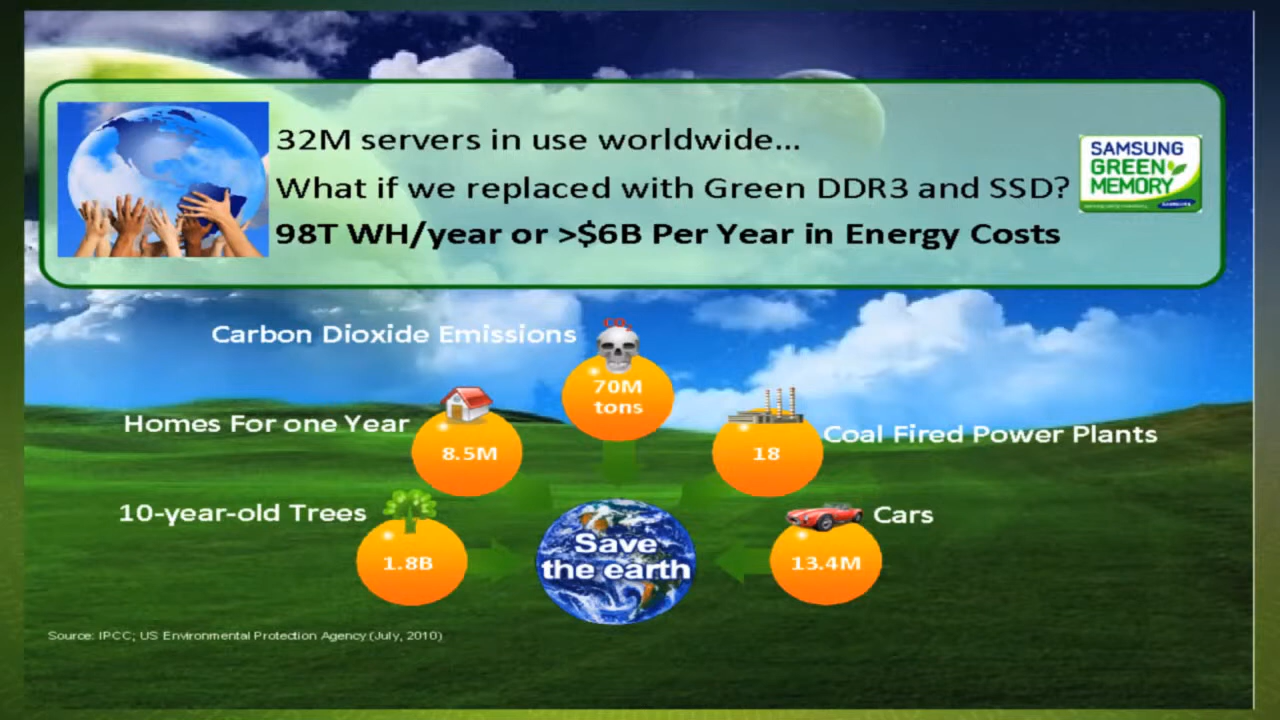 32M servers in use worldwide...
What if we replaced with Green DDR3 and SSD?
98T WH/year or >$6B Per Year in Energy Costs
SAMSUNG
GREEN
MEMORY
SAMSUNG
Carbon Dioxide Emissions
CO₂
70M
tons
Homes For one Year
8.5M
18
Coal Fired Power Plants
10-year-old Trees
1.8B
Save
the earth
Cars
13.4M
Source: IPCC; US Environmental Protection Agency (July, 2010)